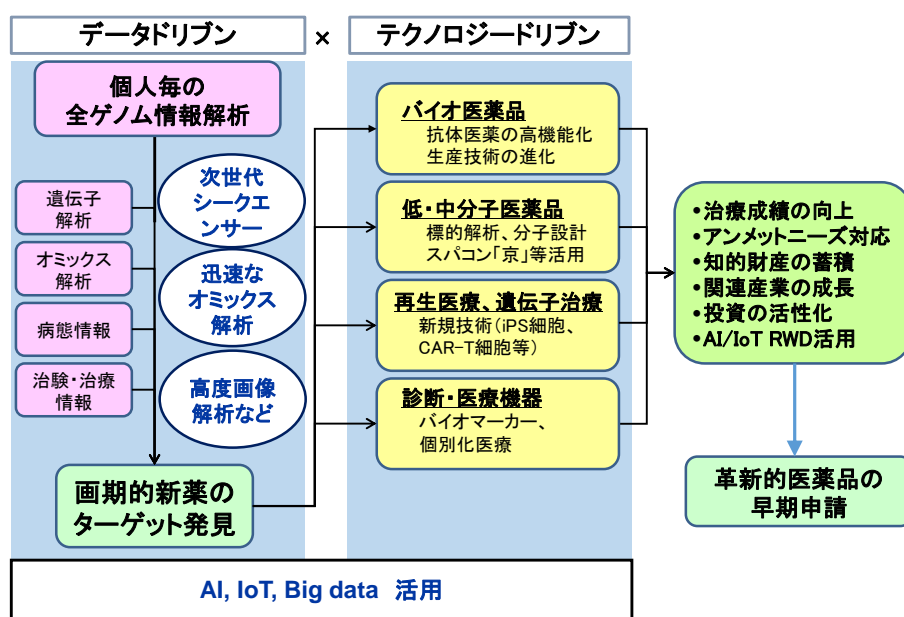 データドリブン
×
テクノロジードリブン
個人毎の
全ゲノム情報解析
遺伝子
解析
オミックス
解析
病態情報
治験・治療
情報
次世代
シークエ
ンサー
迅速な
オミックス
解析
高度画像
解析など
画期的新薬の
ターゲット発見
バイオ医薬品
抗体医薬の高機能化
生産技術の進化
低・中分子医薬品
標的解析、分子設計
スパコン「京」等活用
再生医療、遺伝子治療
新規技術(iPS細胞、
CAR-T細胞等)
診断・医療機器
バイオマーカー、
個別化医療
•治療成績の向上
•アンメットニーズ対応
•知的財産の蓄積
•関連産業の成長
•投資の活性化
•AI/IoT RWD活用
革新的医薬品の
早期申請
AI, IoT, Big data 活用